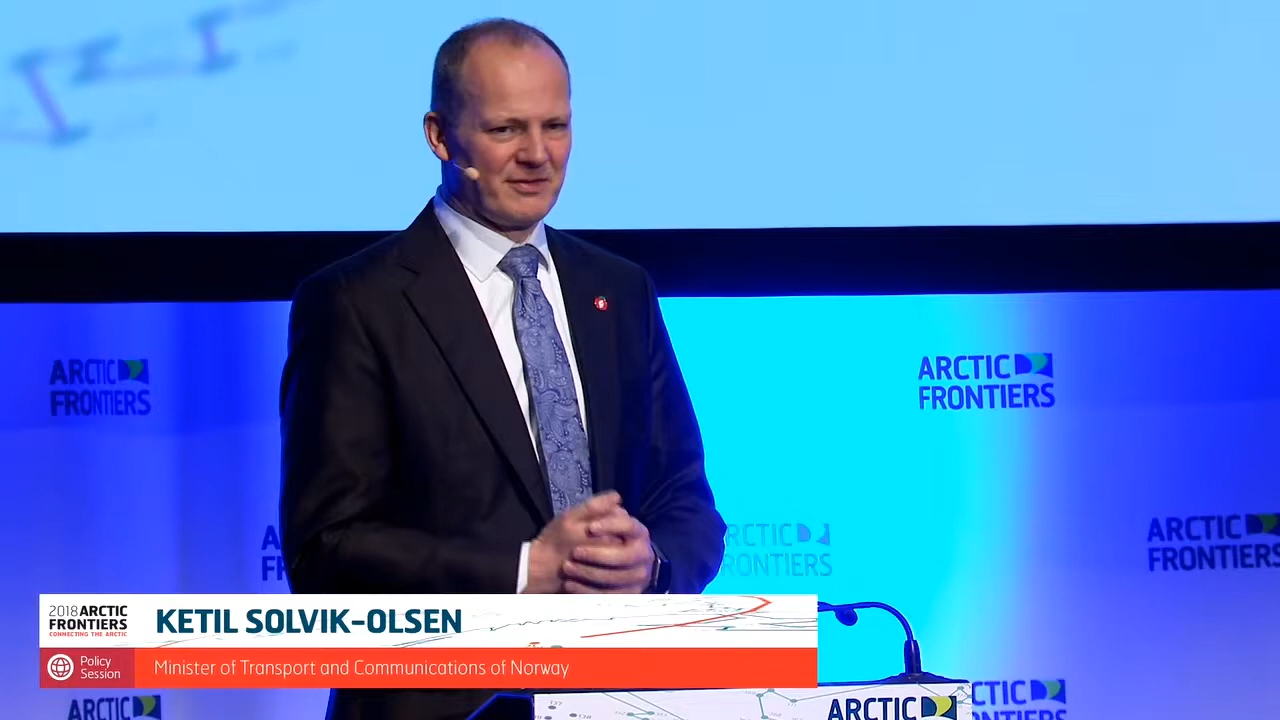 ARCTIC
FRONTIERS
ARCTIC
FRONTIERS
ARCTIC
FRONTIERS
2018 ARCTIC
FRONTIERS
CONNECTING THE ARCTIC
KETIL SOLVIK-OLSEN
Policy
Session
Minister of Transport and Communications of Norway
ARCTIC
ARCTIC